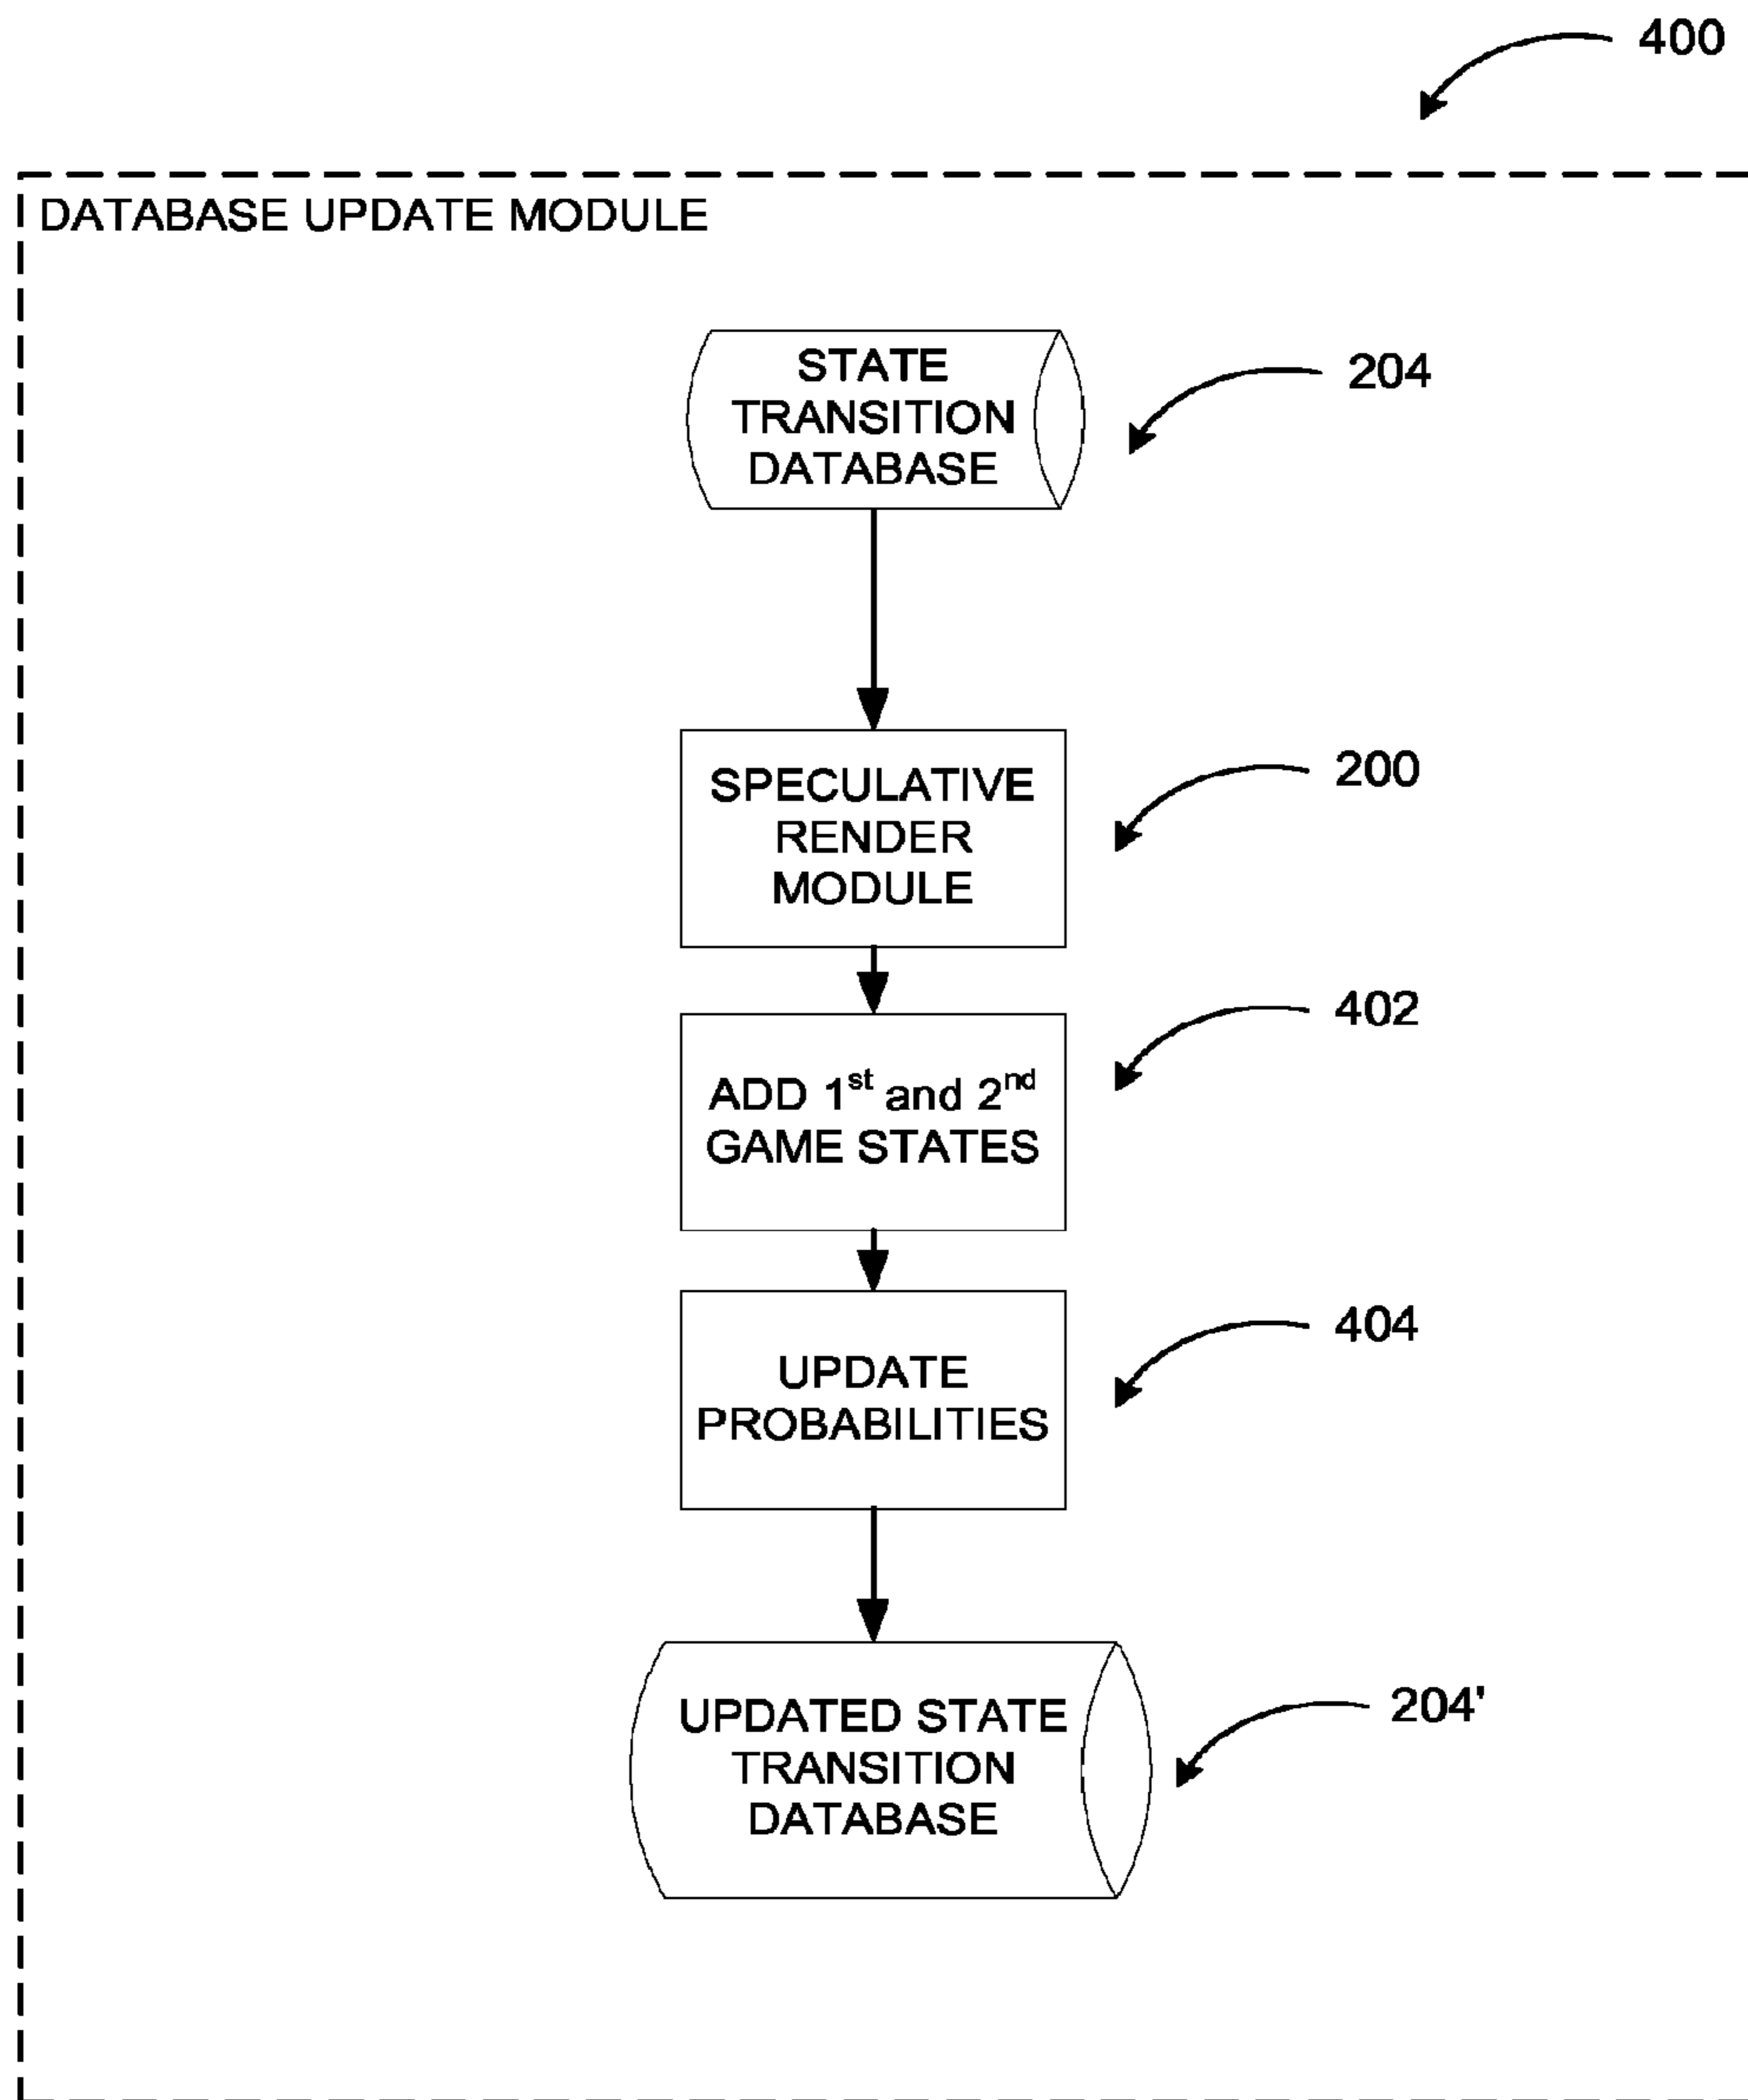 400
DATABASE UPDATE MODULE
STATE
TRANSITION
DATABASE
204
SPECULATIVE
RENDER
MODULE
200
ADD 1st and 2nd
GAME STATES
402
UPDATE
PROBABILITIES
404
UPDATED STATE
TRANSITION
DATABASE
204'